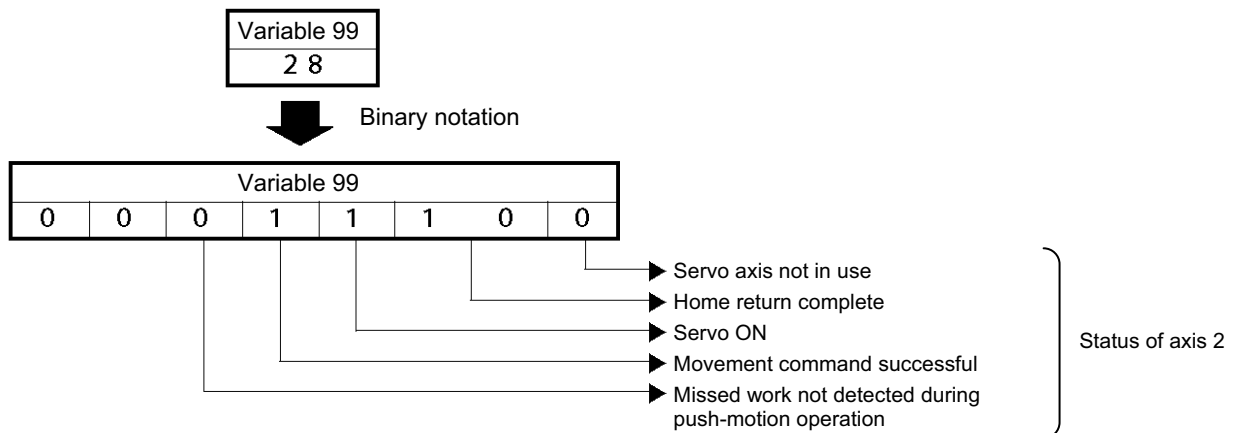 Variable 99
2 8
Binary notation
Variable 99
0 0 0 1 1 1 0 0
Servo axis not in use
Home return complete
Servo ON
Movement command successful
Missed work not detected during
push-motion operation
Status of axis 2